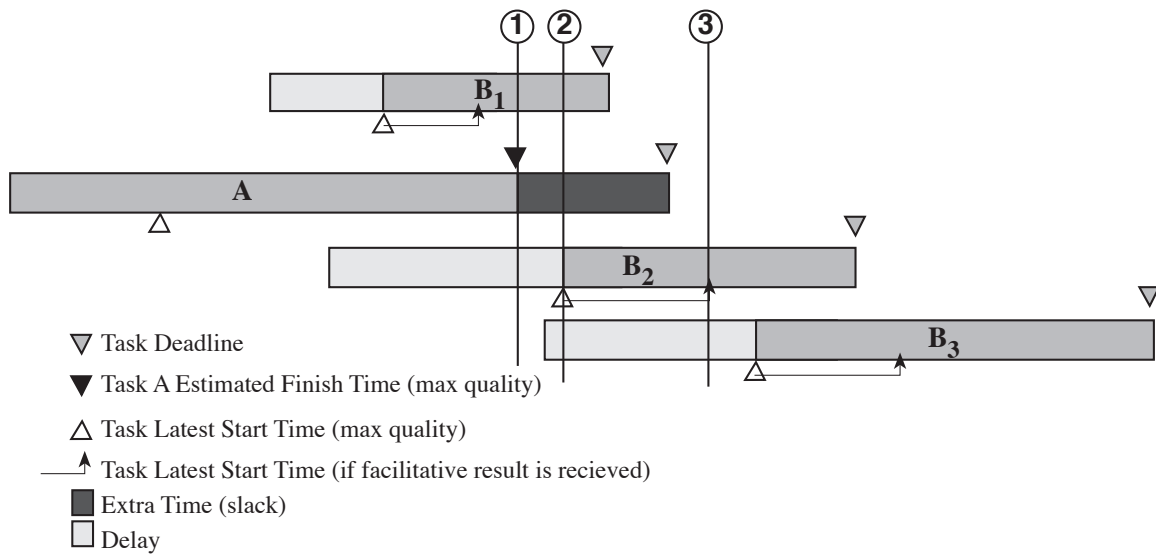 1 2 3
B1
A
B2
B3
Task Deadline
Task A Estimated Finish Time (max quality)
Task Latest Start Time (max quality)
Task Latest Start Time (if facilitative result is recieved)
Extra Time (slack)
Delay